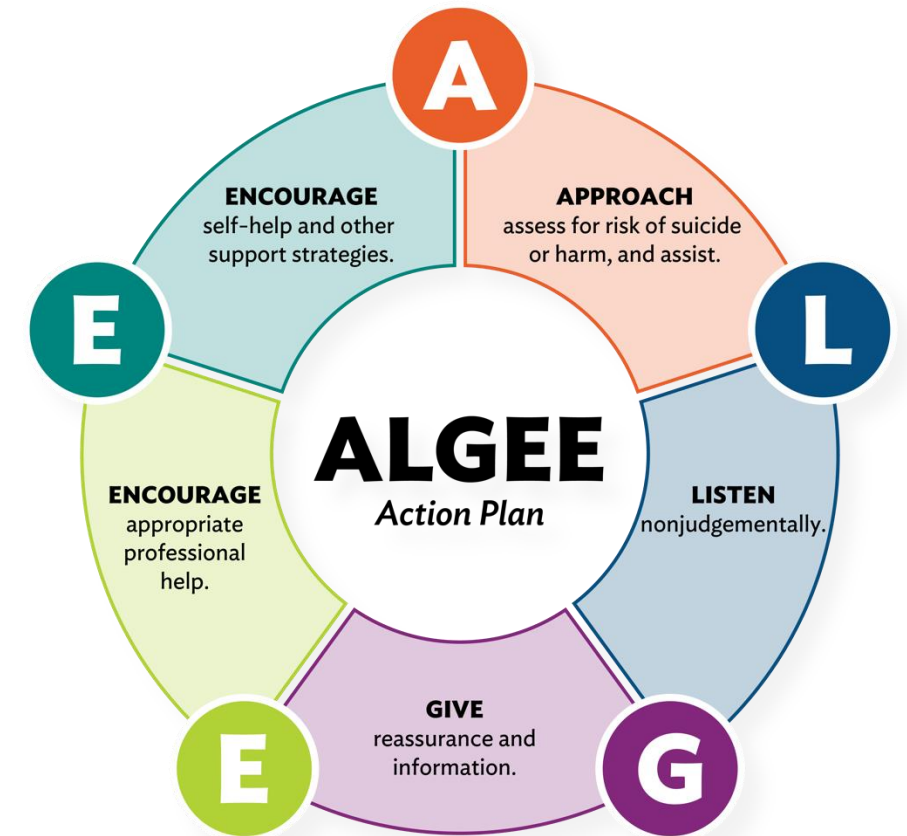 A
APPROACH
assess for risk of suicide
or harm, and assist.
L
LISTEN
nonjudgementally.
G
GIVE
reassurance and
information.
E
ENCOURAGE
appropriate
professional
help.
E
ENCOURAGE
self-help and other
support strategies.
ALGEE
Action Plan